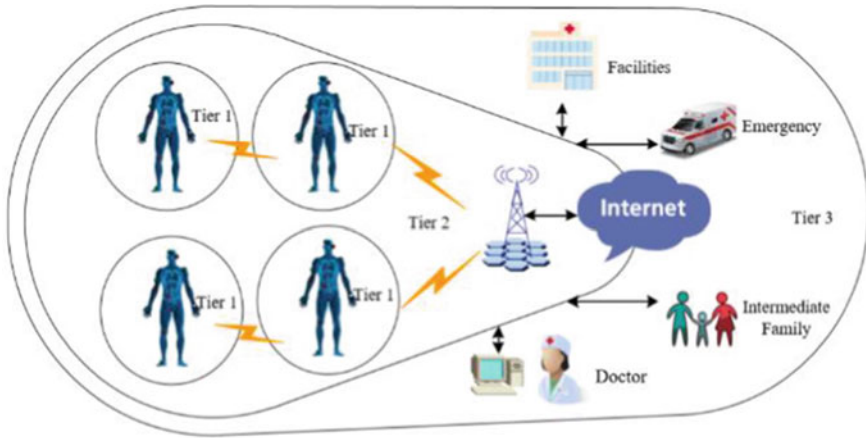 Facilities
Tier 1
Tier 1
Emergency
Internet
Tier 2
Tier 3
Tier 1
Tier 1
Intermediate
Family
Doctor